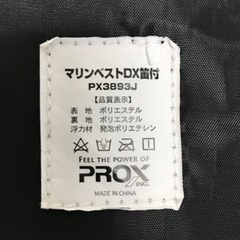 マリンベストDX笛付
PX3893J
【品質表示】
表 地 ポリエステル
裏 地 ポリエステル
浮力材 発泡ポリエチレン
FEEL THE POWER OF
PROX INC.
MADE IN CHINA